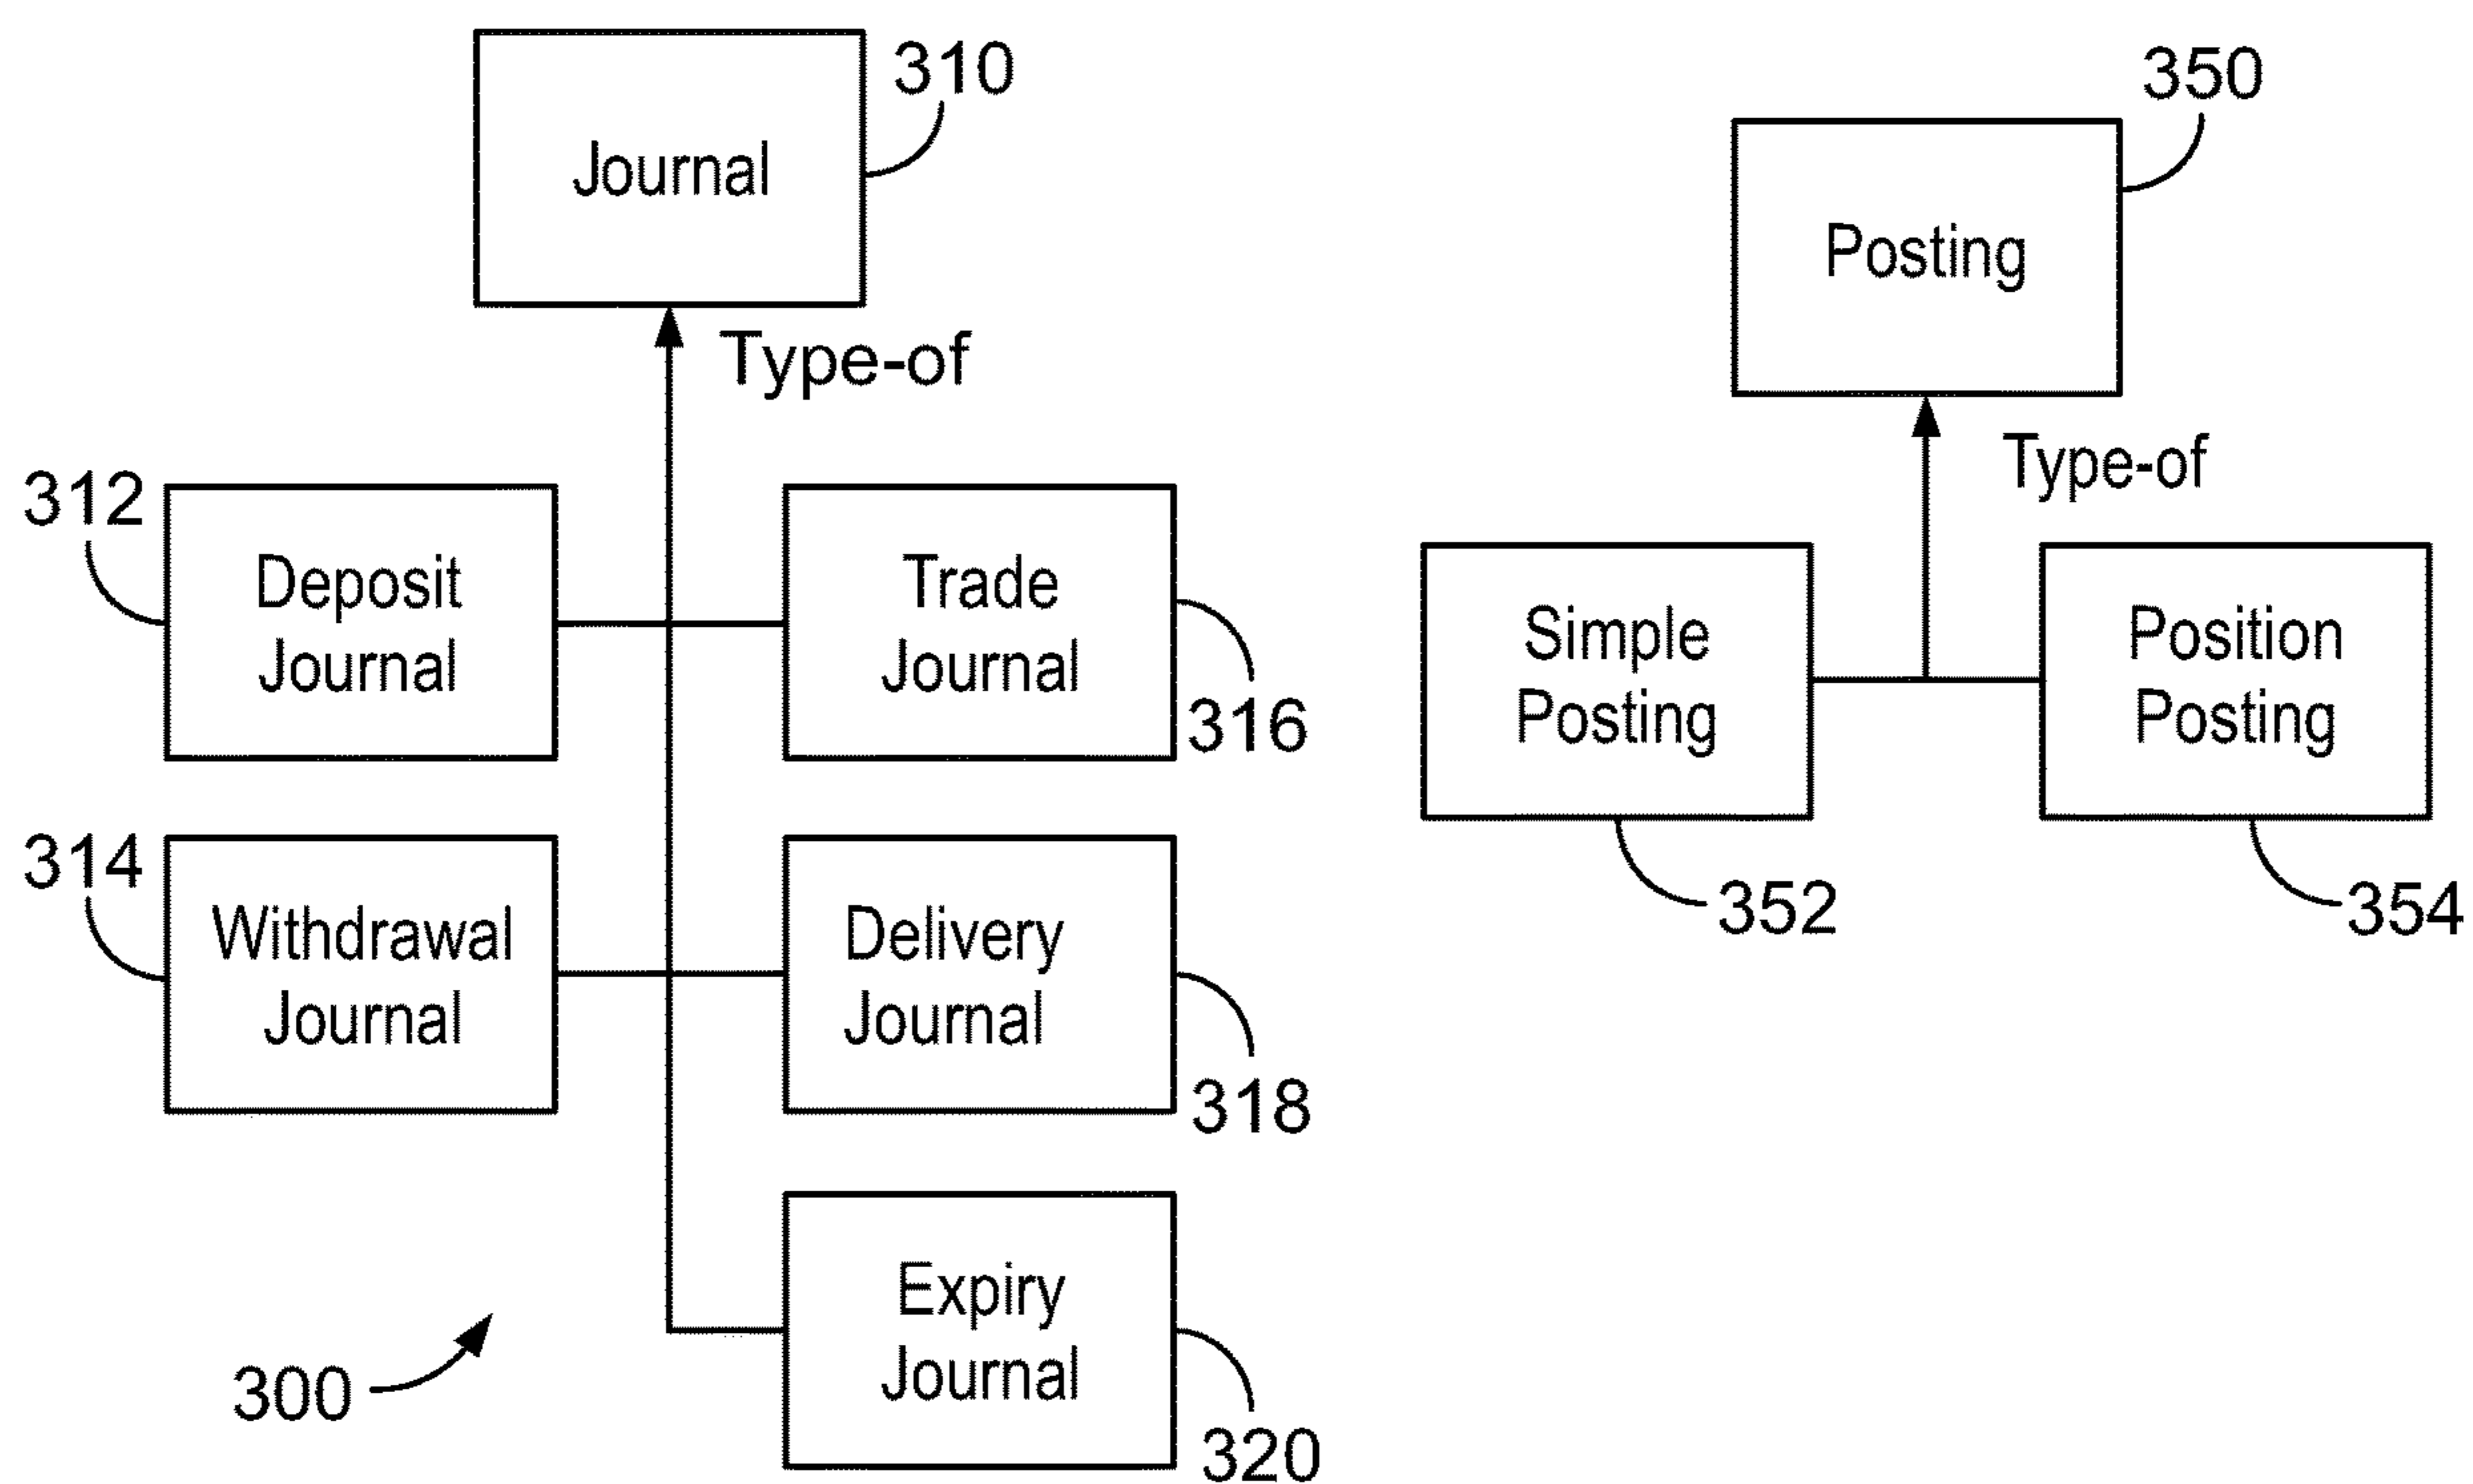 310
Journal
Type-of
312
Deposit
Journal
Trade
Journal
316
314
Withdrawal
Journal
Delivery
Journal
318
Expiry
Journal
320
300
350
Posting
Type-of
Simple
Posting
352
Position
Posting
354